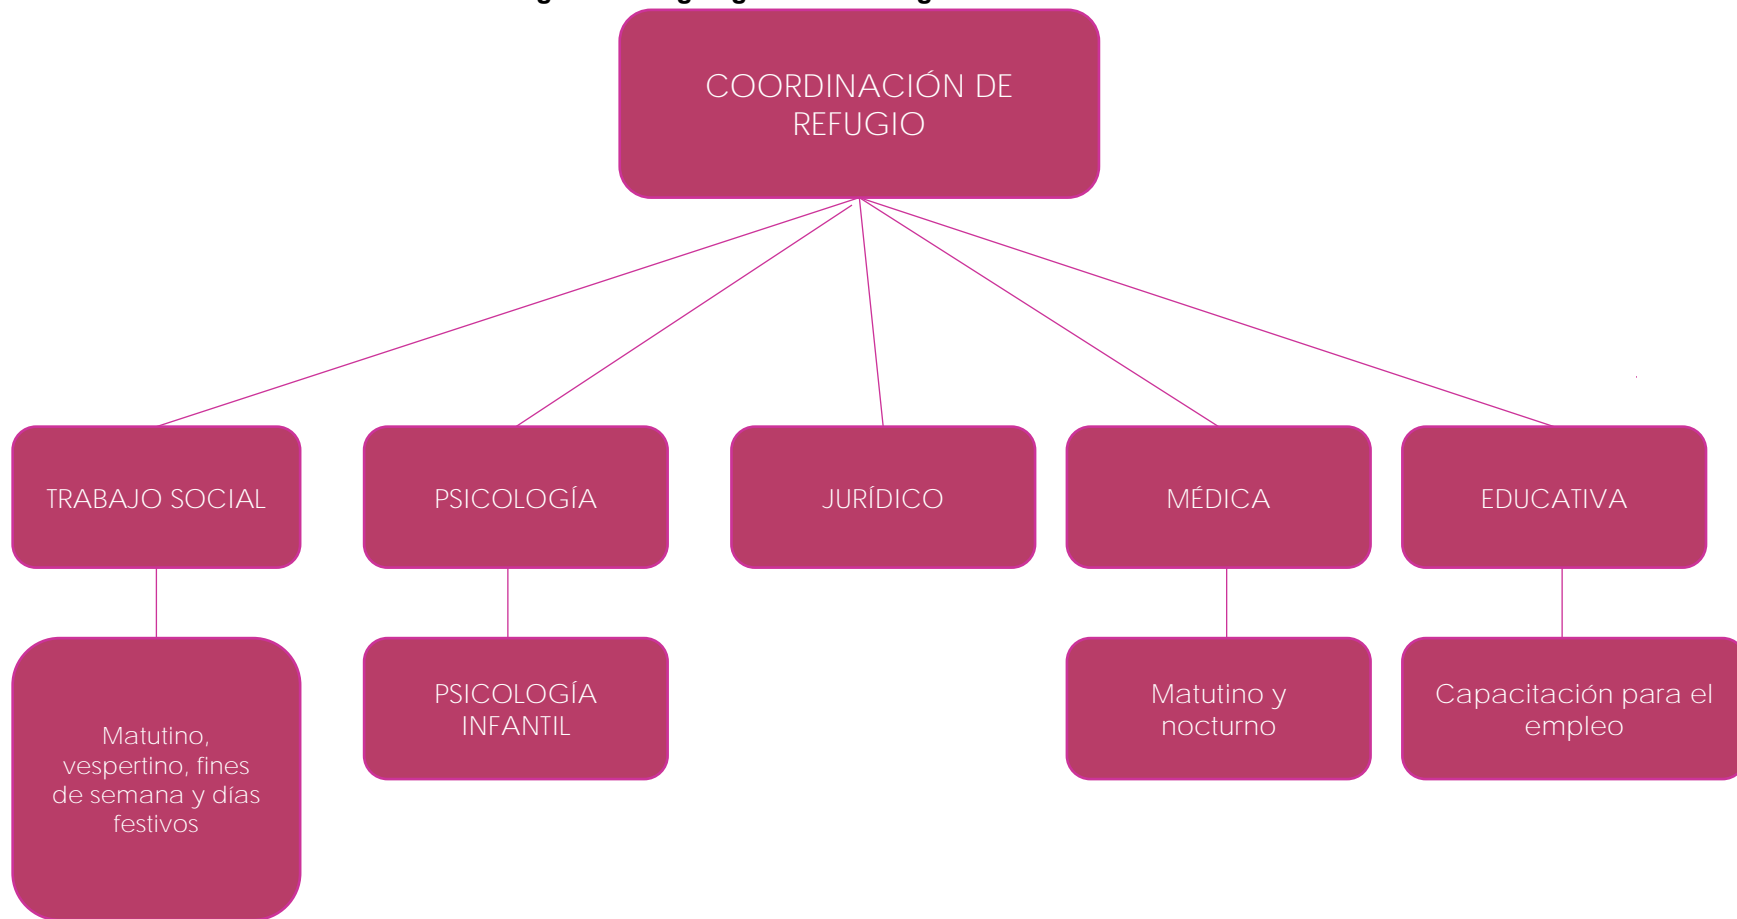 COORDINACIÓN DE
REFUGIO
TRABAJO SOCIAL
PSICOLOGÍA
JURÍDICO
MÉDICA
EDUCATIVA
Matutino,
vespertino, fines
de semana y días
festivos
PSICOLOGÍA
INFANTIL
Matutino y
nocturno
Capacitación para el
empleo